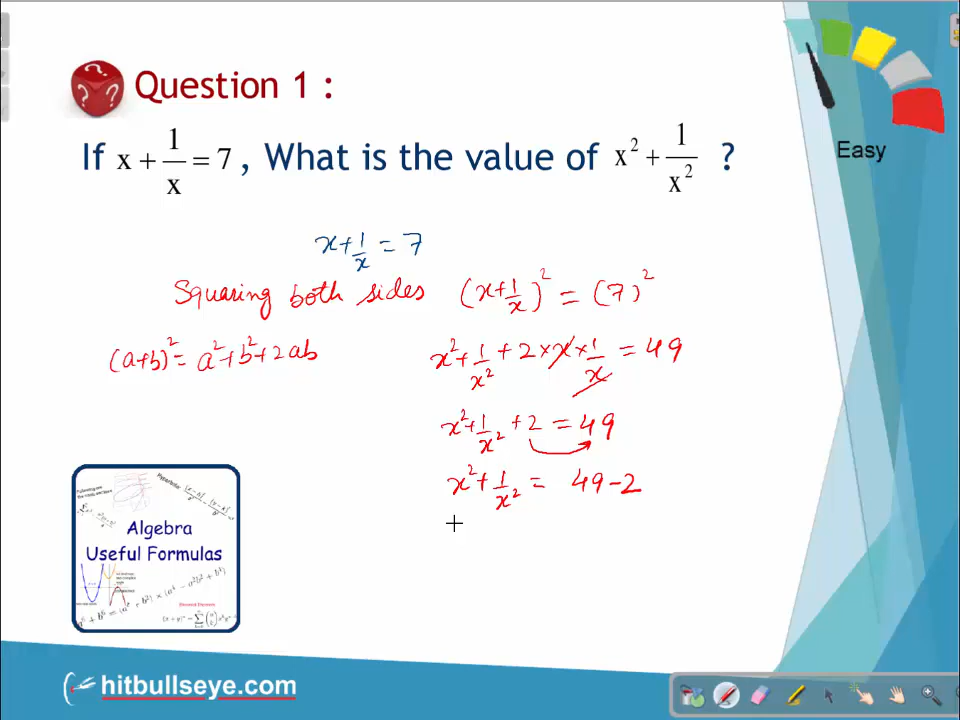 Question 1 :
If x + 1/x = 7 , What is the value of x² + 1/x² ?
Easy
x + 1/x = 7
Squaring both sides (x + 1/x)² = (7)²
(a+b)² = a² + b² + 2ab
x² + 1/x² + 2 × x × 1/x = 49
x² + 1/x² + 2 = 49
x² + 1/x² = 49 - 2
Algebra
Useful Formulas
hitbullseye.com